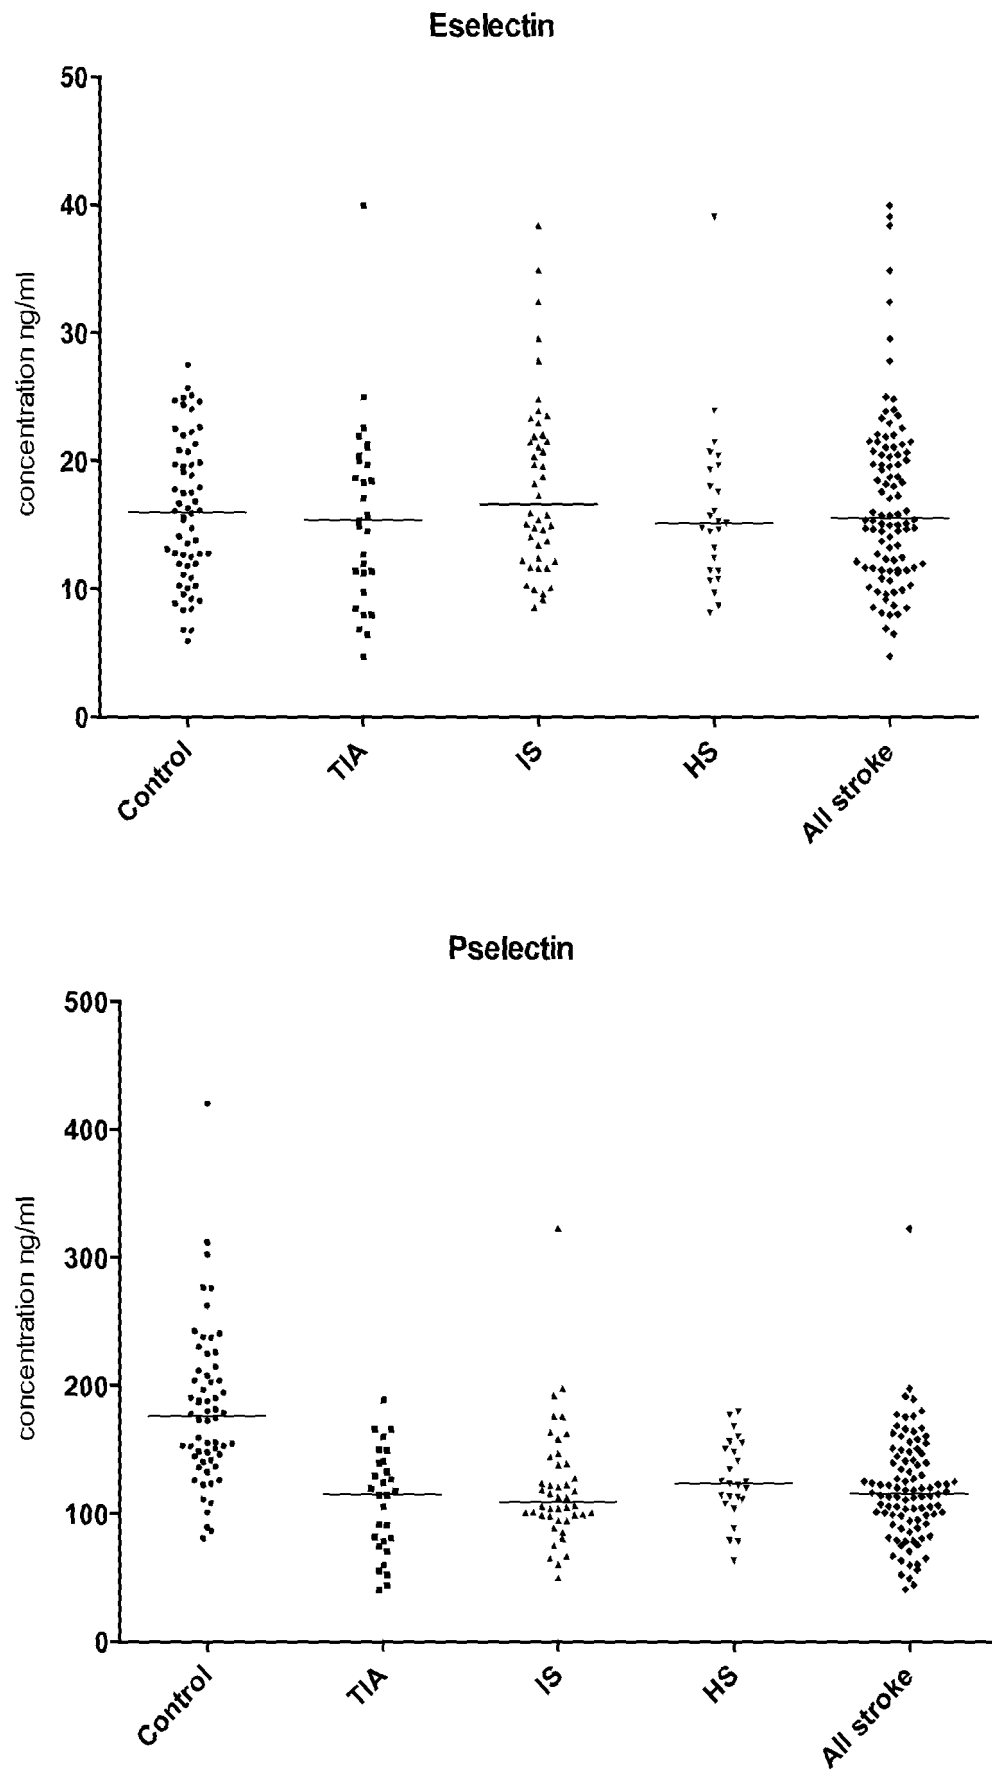 Eselectin
50
40
30
20
10
0
concentration ng/ml
Control
TIA
IS
HS
All stroke
Pselectin
500
400
300
200
100
0
concentration ng/ml
Control
TIA
IS
HS
All stroke